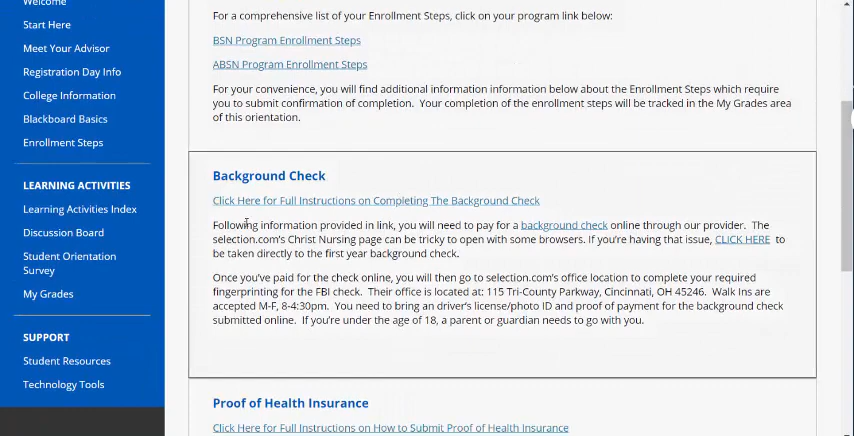 Welcome
Start Here
Meet Your Advisor
Registration Day Info
College Information
Blackboard Basics
Enrollment Steps
LEARNING ACTIVITIES
Learning Activities Index
Discussion Board
Student Orientation
Survey
My Grades
SUPPORT
Student Resources
Technology Tools
For a comprehensive list of your Enrollment Steps, click on your program link below:
BSN Program Enrollment Steps
ABSN Program Enrollment Steps
For your convenience, you will find additional information information below about the Enrollment Steps which require
you to submit confirmation of completion. Your completion of the enrollment steps will be tracked in the My Grades area
of this orientation.
Background Check
Click Here for Full Instructions on Completing The Background Check
Following information provided in link, you will need to pay for a background check online through our provider. The
selection.com's Christ Nursing page can be tricky to open with some browsers. If you're having that issue, CLICK HERE to
be taken directly to the first year background check.
Once you've paid for the check online, you will then go to selection.com's office location to complete your required
fingerprinting for the FBI check. Their office is located at: 115 Tri-County Parkway, Cincinnati, OH 45246. Walk Ins are
accepted M-F, 8-4:30pm. You need to bring an driver's license/photo ID and proof of payment for the background check
submitted online. If you're under the age of 18, a parent or guardian needs to go with you.
Proof of Health Insurance
Click Here for Full Instructions on How to Submit Proof of Health Insurance